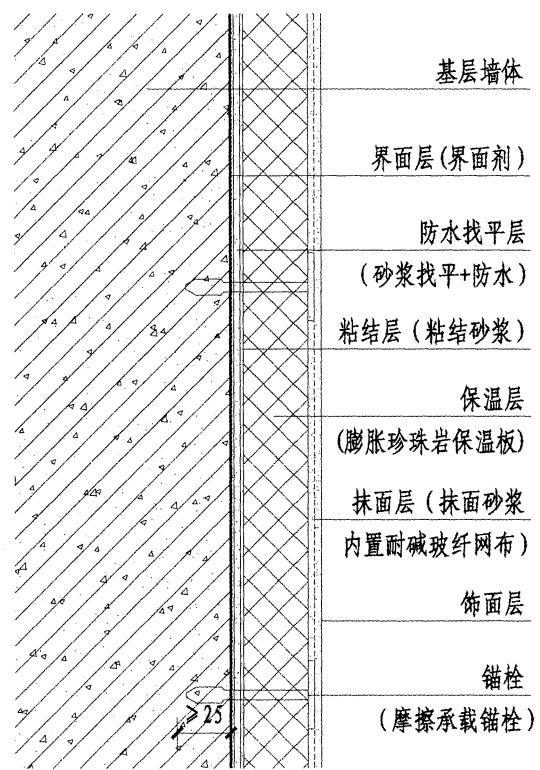 基层墙体
界面层(界面剂)
防水找平层
(砂浆找平+防水)
粘结层(粘结砂浆)
保温层
(膨胀珍珠岩保温板)
抹面层(抹面砂浆
内置耐碱玻纤网布)
饰面层
锚栓
≥25
(摩擦承载锚栓)